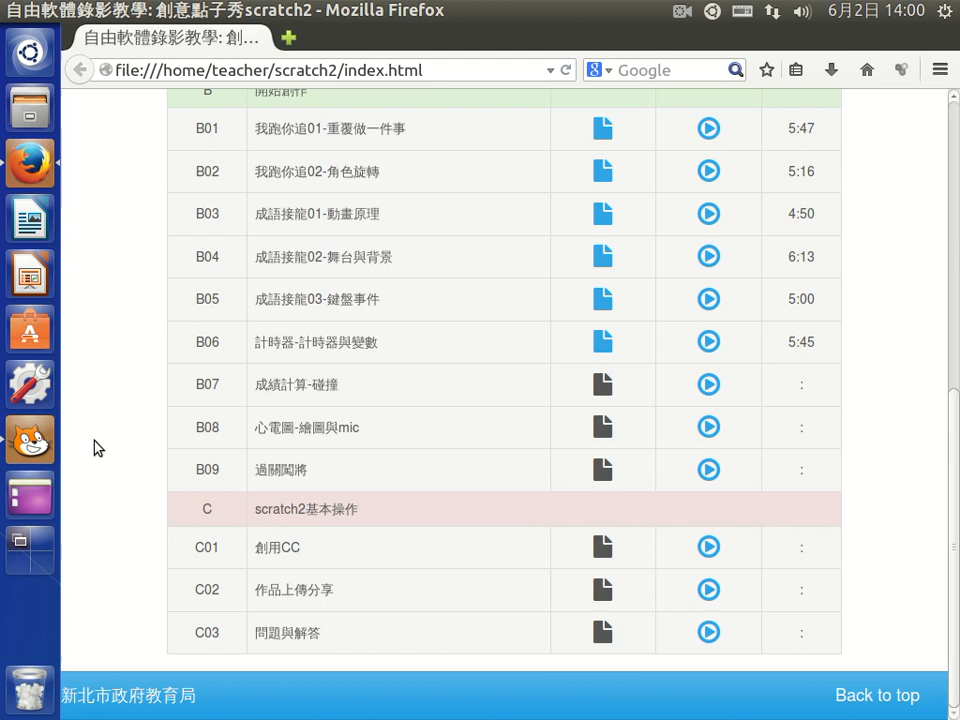 自由軟體錄影教學: 創意點子秀scratch2 - Mozilla Firefox
6月2日 14:00
自由軟體錄影教學: 創...
file:///home/teacher/scratch2/index.html
Google
B 開始創作
B01 我跑你追01-重覆做一件事 5:47
B02 我跑你追02-角色旋轉 5:16
B03 成語接龍01-動畫原理 4:50
B04 成語接龍02-舞台與背景 6:13
B05 成語接龍03-鍵盤事件 5:00
B06 計時器-計時器與變數 5:45
B07 成績計算-碰撞 :
B08 心電圖-繪圖與mic :
B09 過關闖將 :
C scratch2基本操作
C01 創用CC :
C02 作品上傳分享 :
C03 問題與解答 :
新北市政府教育局 Back to top